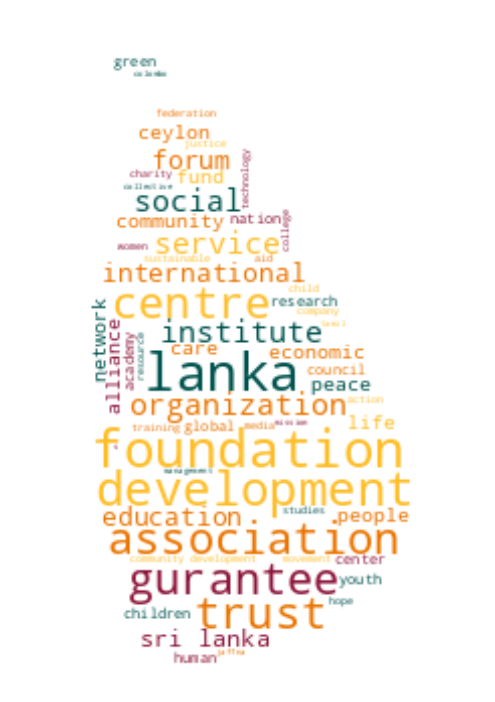 green
colombo
federation
ceylon
justice
forum
technology
charity fund
collective
social
community nation college
women service
sustainable aid
international
child
centre research
company
tamil
network institute
alliance academy resource care economic
lanka council
peace
organization action
life
training global media mission
foundation
management
development
studies
education people
association
community development movement center
gurantee youth
hope
children trust
sri lanka
human jaffna